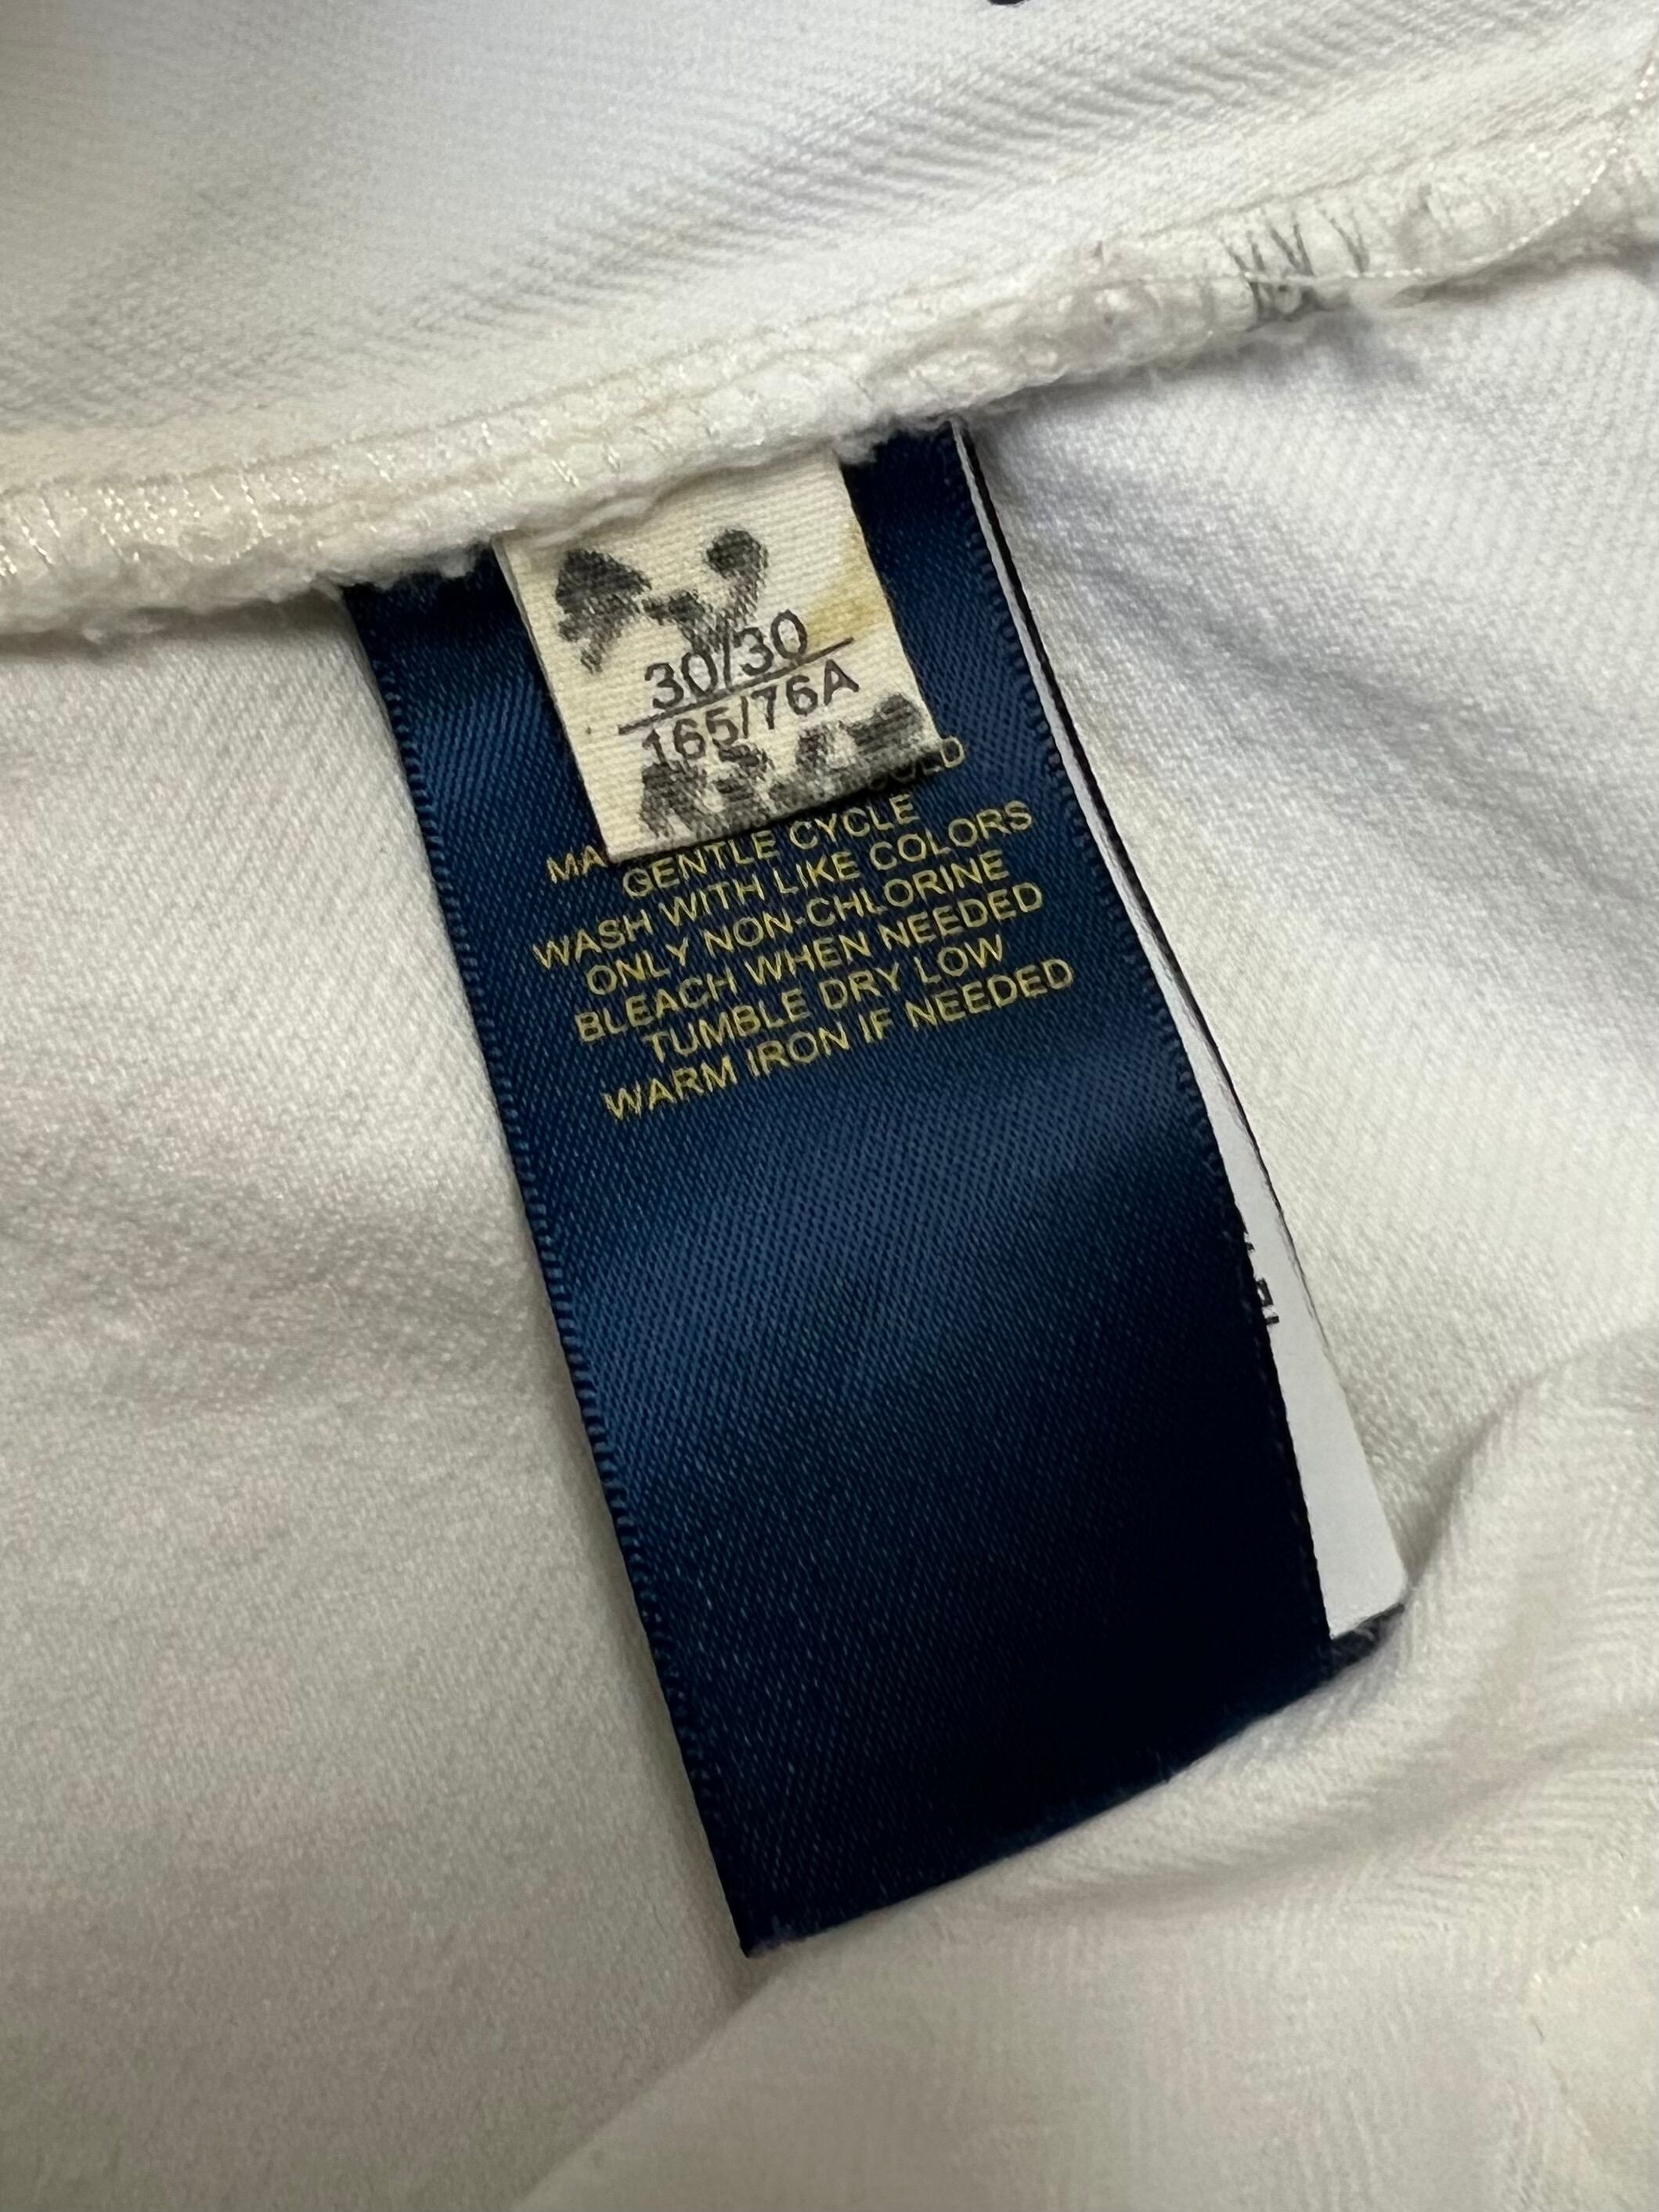 30/30
165/76A
GENTLE CYCLE
WASH WITH LIKE COLORS
ONLY NON-CHLORINE
BLEACH WHEN NEEDED
TUMBLE DRY LOW
WARM IRON IF NEEDED